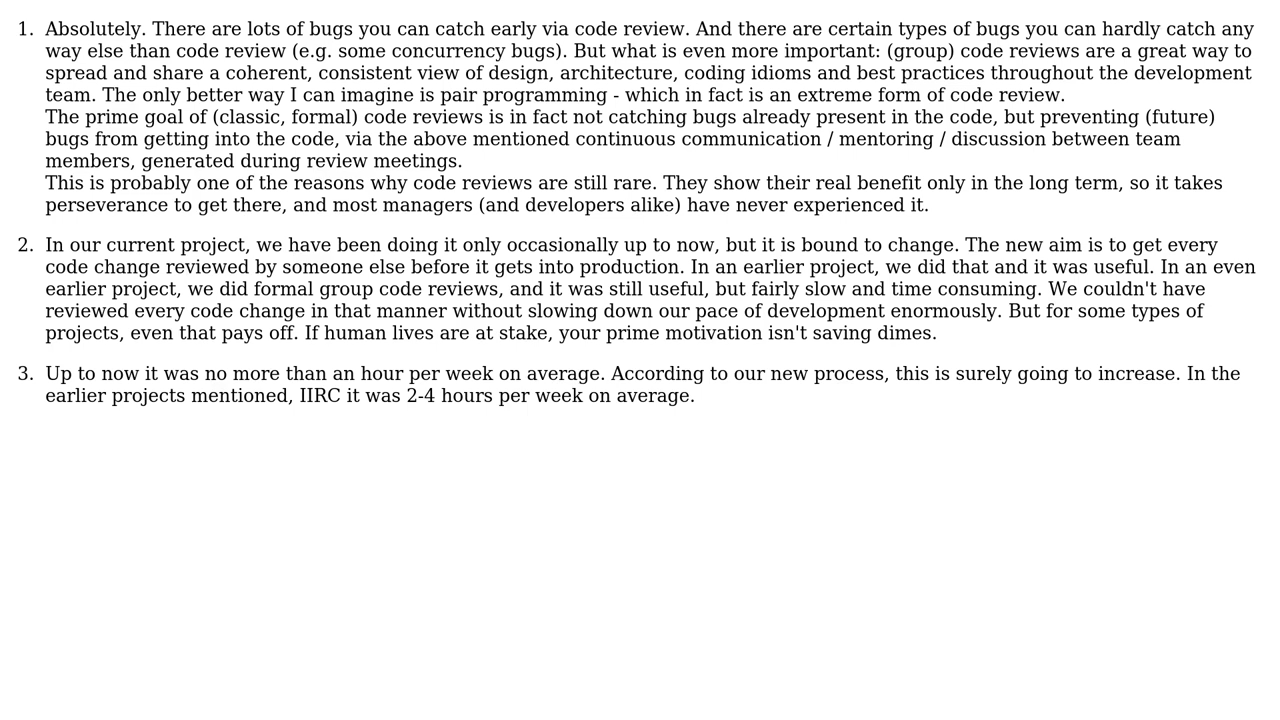 1. Absolutely. There are lots of bugs you can catch early via code review. And there are certain types of bugs you can hardly catch any
way else than code review (e.g. some concurrency bugs). But what is even more important: (group) code reviews are a great way to
spread and share a coherent, consistent view of design, architecture, coding idioms and best practices throughout the development
team. The only better way I can imagine is pair programming - which in fact is an extreme form of code review.
The prime goal of (classic, formal) code reviews is in fact not catching bugs already present in the code, but preventing (future)
bugs from getting into the code, via the above mentioned continuous communication / mentoring / discussion between team
members, generated during review meetings.
This is probably one of the reasons why code reviews are still rare. They show their real benefit only in the long term, so it takes
perseverance to get there, and most managers (and developers alike) have never experienced it.
2. In our current project, we have been doing it only occasionally up to now, but it is bound to change. The new aim is to get every
code change reviewed by someone else before it gets into production. In an earlier project, we did that and it was useful. In an even
earlier project, we did formal group code reviews, and it was still useful, but fairly slow and time consuming. We couldn't have
reviewed every code change in that manner without slowing down our pace of development enormously. But for some types of
projects, even that pays off. If human lives are at stake, your prime motivation isn't saving dimes.
3. Up to now it was no more than an hour per week on average. According to our new process, this is surely going to increase. In the
earlier projects mentioned, IIRC it was 2-4 hours per week on average.